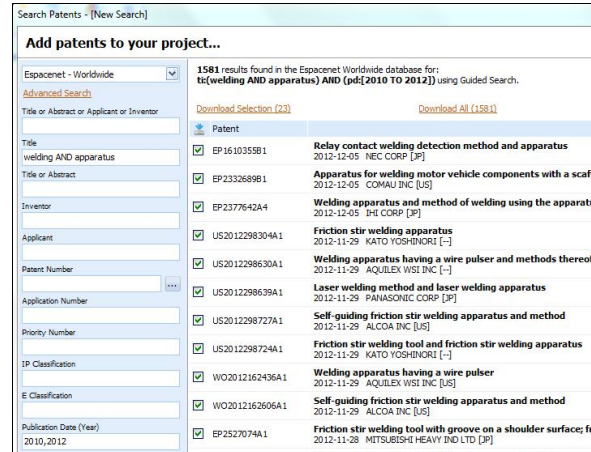 Search Patents - [New Search]
Add patents to your project...
Espacenet - Worldwide
Advanced Search
Title or Abstract or Applicant or Inventor
Title
welding AND apparatus
Title or Abstract
Inventor
Applicant
Patent Number
...
Application Number
Priority Number
IP Classification
E Classification
Publication Date (Year)
2010,2012
1581 results found in the Espacenet Worldwide database for:
ti:(welding AND apparatus) AND (pd:[2010 TO 2012]) using Guided Search.
Download Selection (23) Download All (1581)
Patent
EP1610355B1 Relay contact welding detection method and apparatus
2012-12-05 NEC CORP [JP]
EP2332689B1 Apparatus for welding motor vehicle components with a scaf
2012-12-05 COMAU INC [US]
EP2377642A4 Welding apparatus and method of welding using the apparatu
2012-12-05 IHI CORP [JP]
US2012298304A1 Friction stir welding apparatus
2012-11-29 KATO YOSHINORI [--]
US2012298630A1 Welding apparatus having a wire pulser and methods thereof
2012-11-29 AQUILEX WSI INC [--]
US2012298639A1 Laser welding method and laser welding apparatus
2012-11-29 PANASONIC CORP [JP]
US2012298727A1 Self-guiding friction stir welding apparatus and method
2012-11-29 ALCOA INC [US]
US2012298724A1 Friction stir welding tool and friction stir welding apparatus
2012-11-29 KATO YOSHINORI [--]
WO2012162436A1 Welding apparatus having a wire pulser
2012-11-29 AQUILEX WSI INC [US]
WO2012162606A1 Self-guiding friction stir welding apparatus and method
2012-11-29 ALCOA INC [US]
EP2527074A1 Friction stir welding tool with groove on a shoulder surface; f
2012-11-28 MITSUBISHI HEAVY IND LTD [JP]